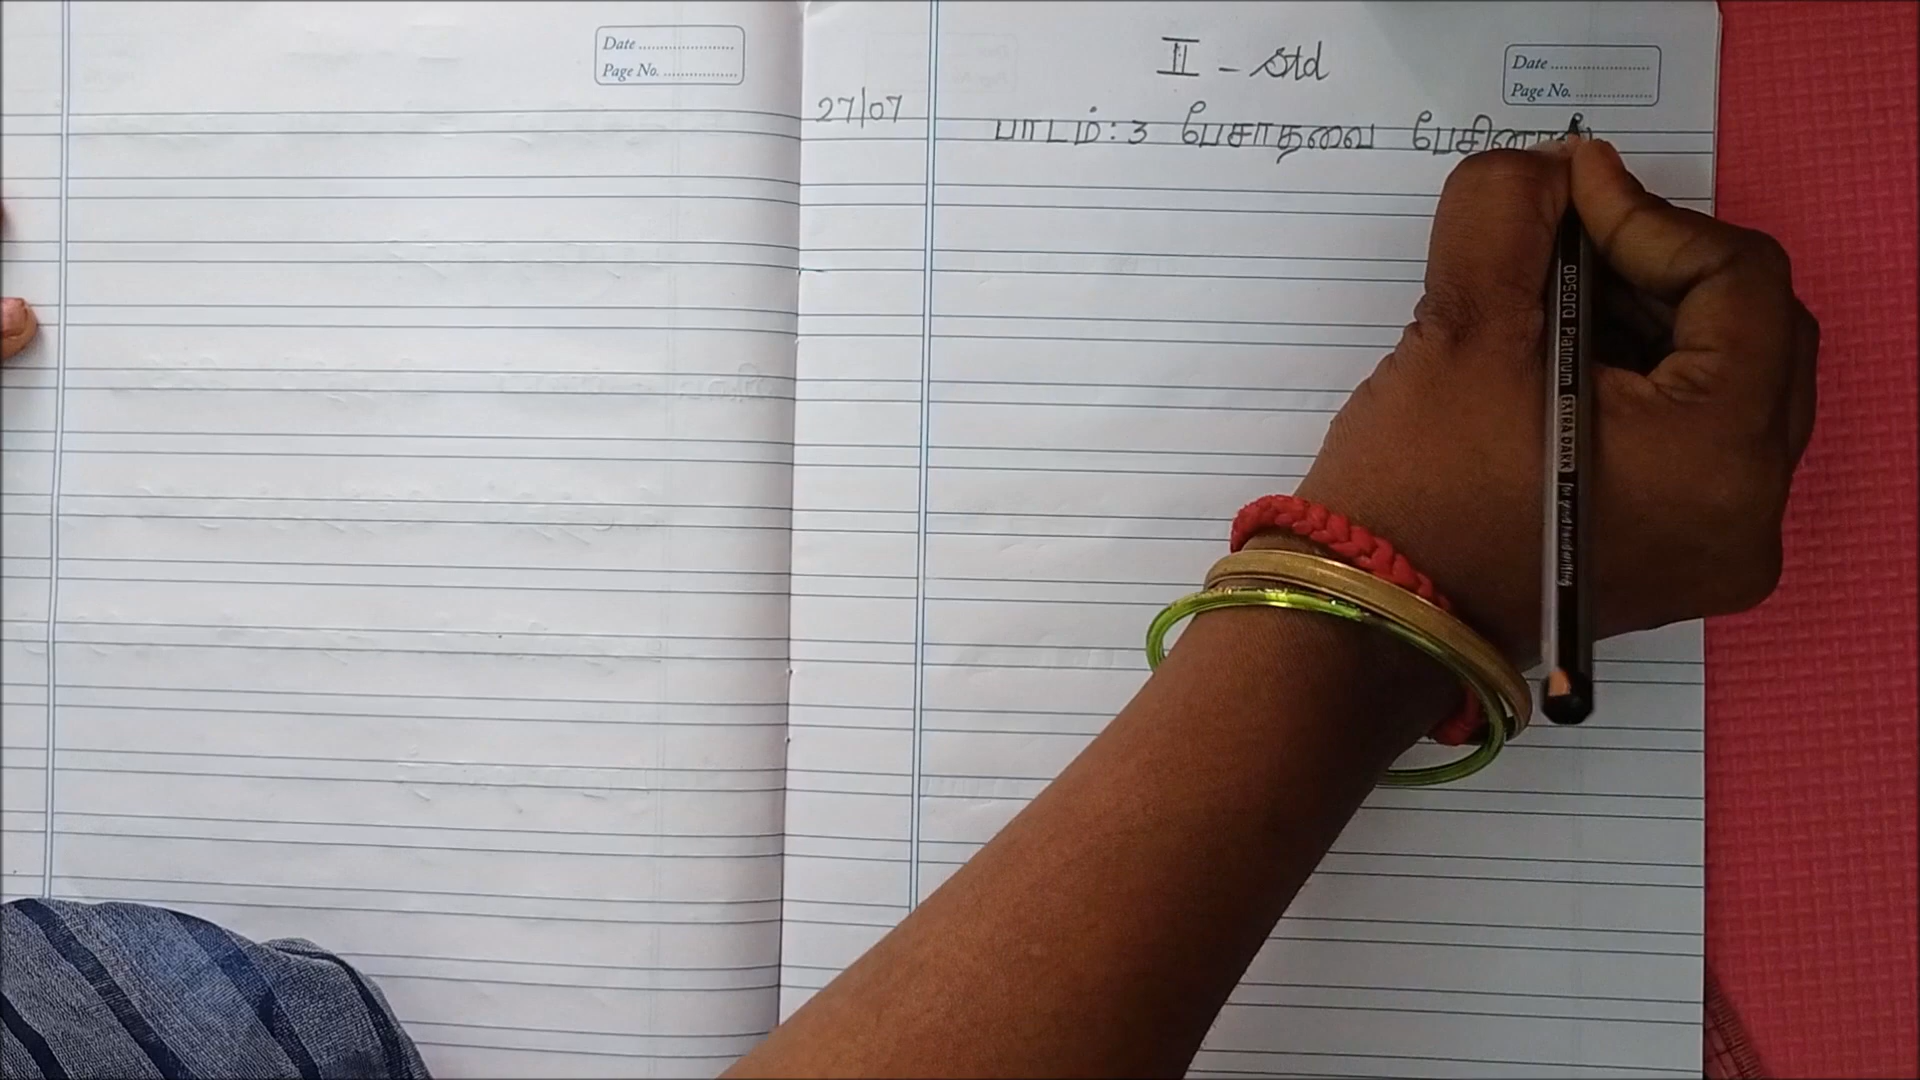 Date
Page No.
II - Std
Date
Page No.
27/07
பாடம் : 3 பேசாதவை பேசினால்
apsara Platinum EXTRA DARK